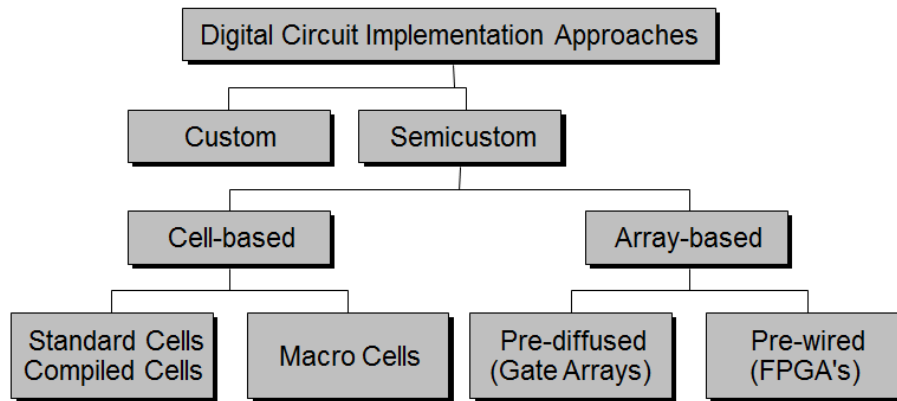 Digital Circuit Implementation Approaches
Custom
Semicustom
Cell-based
Array-based
Standard Cells
Compiled Cells
Macro Cells
Pre-diffused
(Gate Arrays)
Pre-wired
(FPGA's)